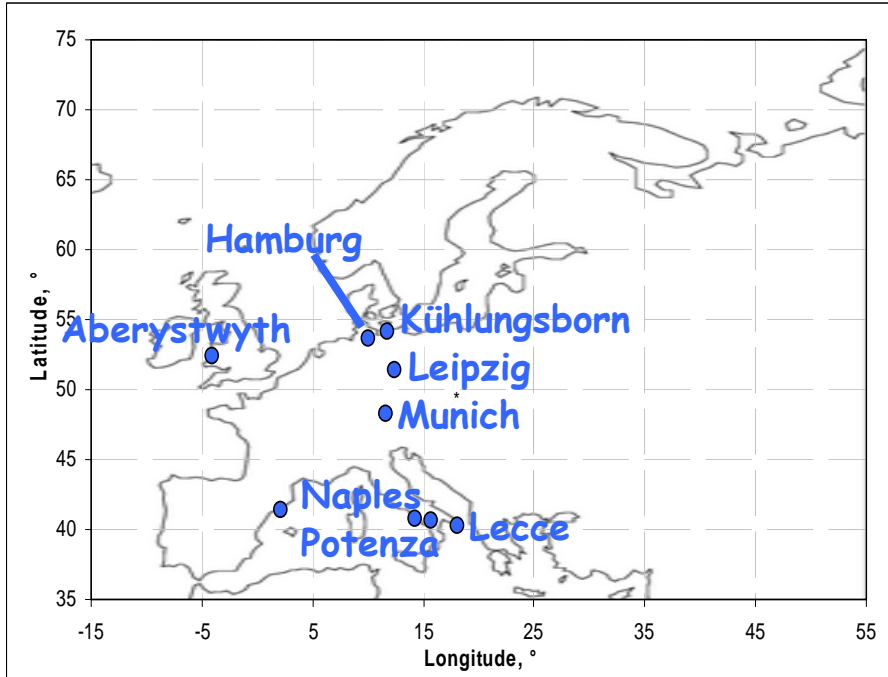 75
70
65
60
55
50
45
40
35
Latitude, °
Hamburg
Aberystwyth
Kühlungsborn
Leipzig
*
Munich
Naples
Potenza
Lecce
-15 -5 5 15 25 35 45 55
Longitude, °